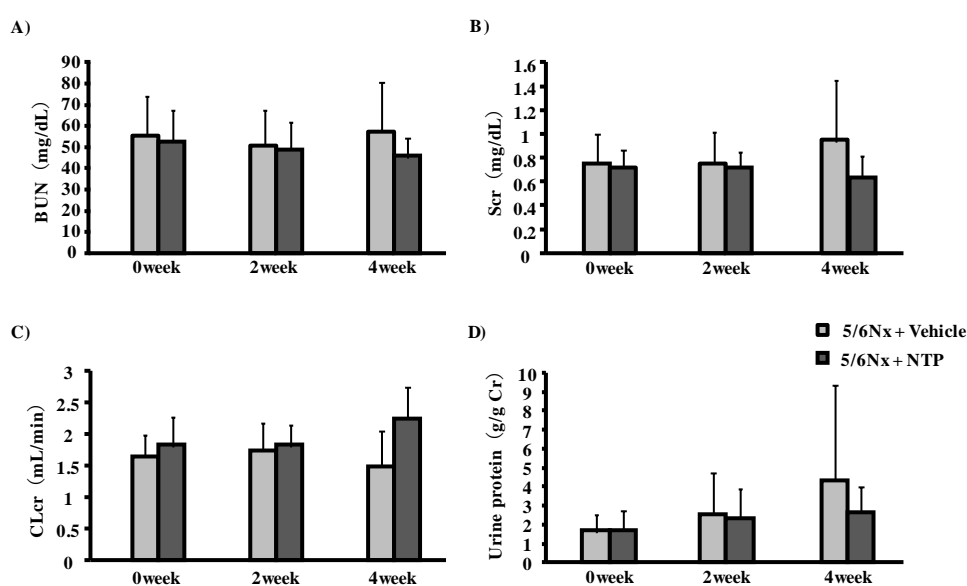 A)
BUN (mg/dL)
90
80
70
60
50
40
30
20
10
0
0week 2week 4week
B)
Scr (mg/dL)
1.6
1.4
1.2
1
0.8
0.6
0.4
0.2
0
0week 2week 4week
C)
CLcr (mL/min)
3
2.5
2
1.5
1
0.5
0
0week 2week 4week
D)
5/6Nx + Vehicle
5/6Nx + NTP
Urine protein (g/g Cr)
10
9
8
7
6
5
4
3
2
1
0
0week 2week 4week